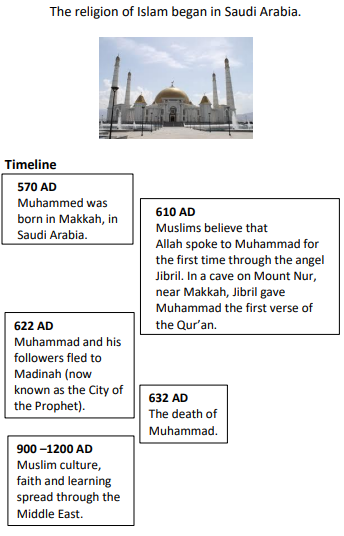 The religion of Islam began in Saudi Arabia.
Timeline
570 AD
Muhammed was
born in Makkah, in
Saudi Arabia.
610 AD
Muslims believe that
Allah spoke to Muhammad for
the first time through the angel
Jibril. In a cave on Mount Nur,
near Makkah, Jibril gave
Muhammad the first verse of
the Qur’an.
622 AD
Muhammad and his
followers fled to
Madinah (now
known as the City of
the Prophet).
632 AD
The death of
Muhammad.
900 –1200 AD
Muslim culture,
faith and learning
spread through the
Middle East.